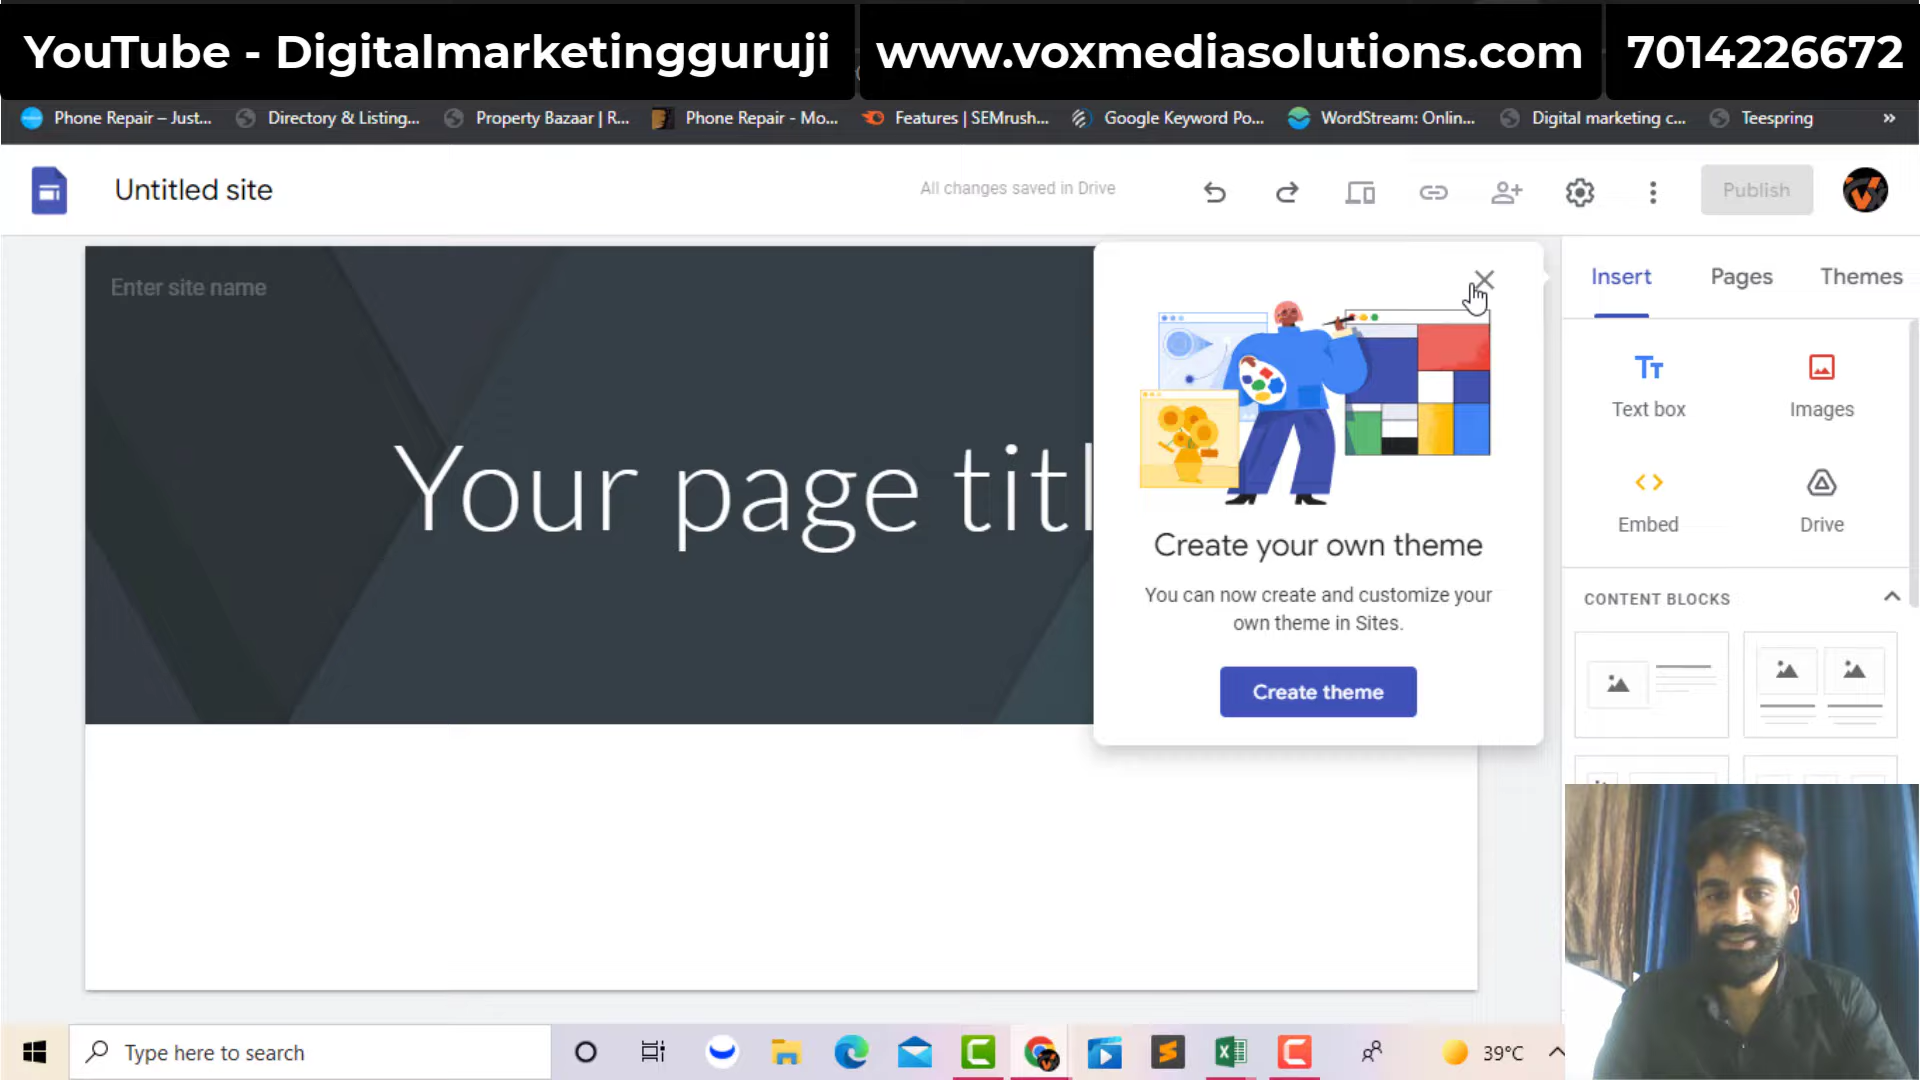 YouTube - Digitalmarketingguruji
www.voxmediasolutions.com
7014226672
Phone Repair – Just...
Directory & Listing...
Property Bazaar | R...
Phone Repair - Mo...
Features | SEMrush...
Google Keyword Po...
WordStream: Onlin...
Digital marketing c...
Teespring
»
Untitled site
All changes saved in Drive
Publish
Enter site name
Your page titl
Create your own theme
You can now create and customize your
own theme in Sites.
Create theme
Insert
Pages
Themes
Text box
Images
Embed
Drive
CONTENT BLOCKS
Type here to search
39°C